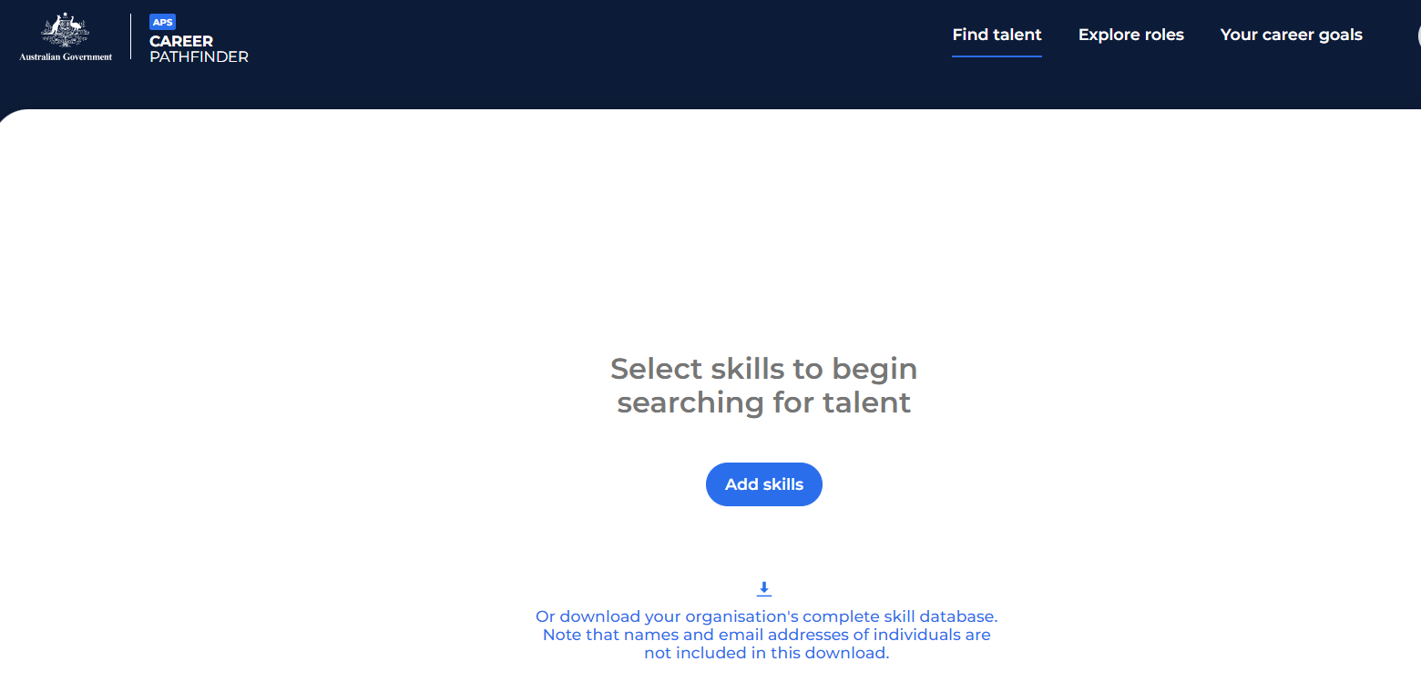 APS
CAREER
PATHFINDER
Australian Government
Find talent
Explore roles
Your career goals
Select skills to begin
searching for talent
Add skills
Or download your organisation's complete skill database.
Note that names and email addresses of individuals are
not included in this download.